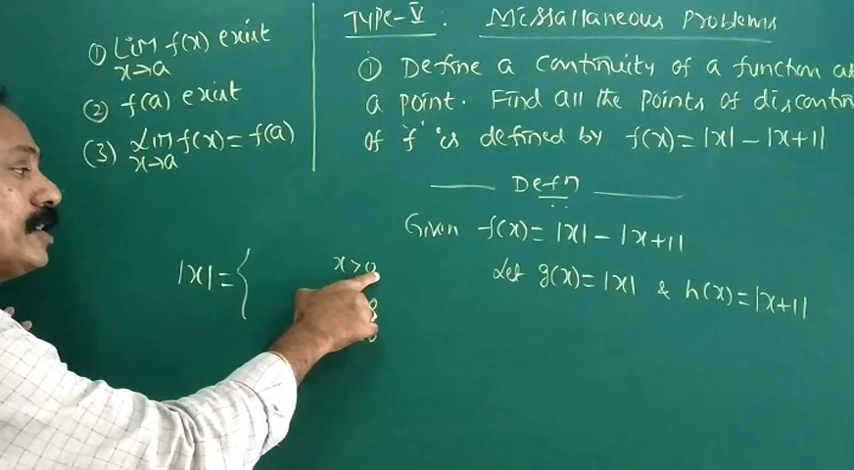 ① Lim f(x) exist
x→a
② f(a) exist
(3) Lim f(x) = f(a)
x→a
TYPE-V : Missallaneous Problems
① Define a continuity of a function at
a point. Find all the points of discontin
of 'f' is defined by f(x) = |x| - |x+1|
Defn
Given f(x) = |x| - |x+1|
Let g(x) = |x| & h(x) = |x+1|
|x| = { x > 0